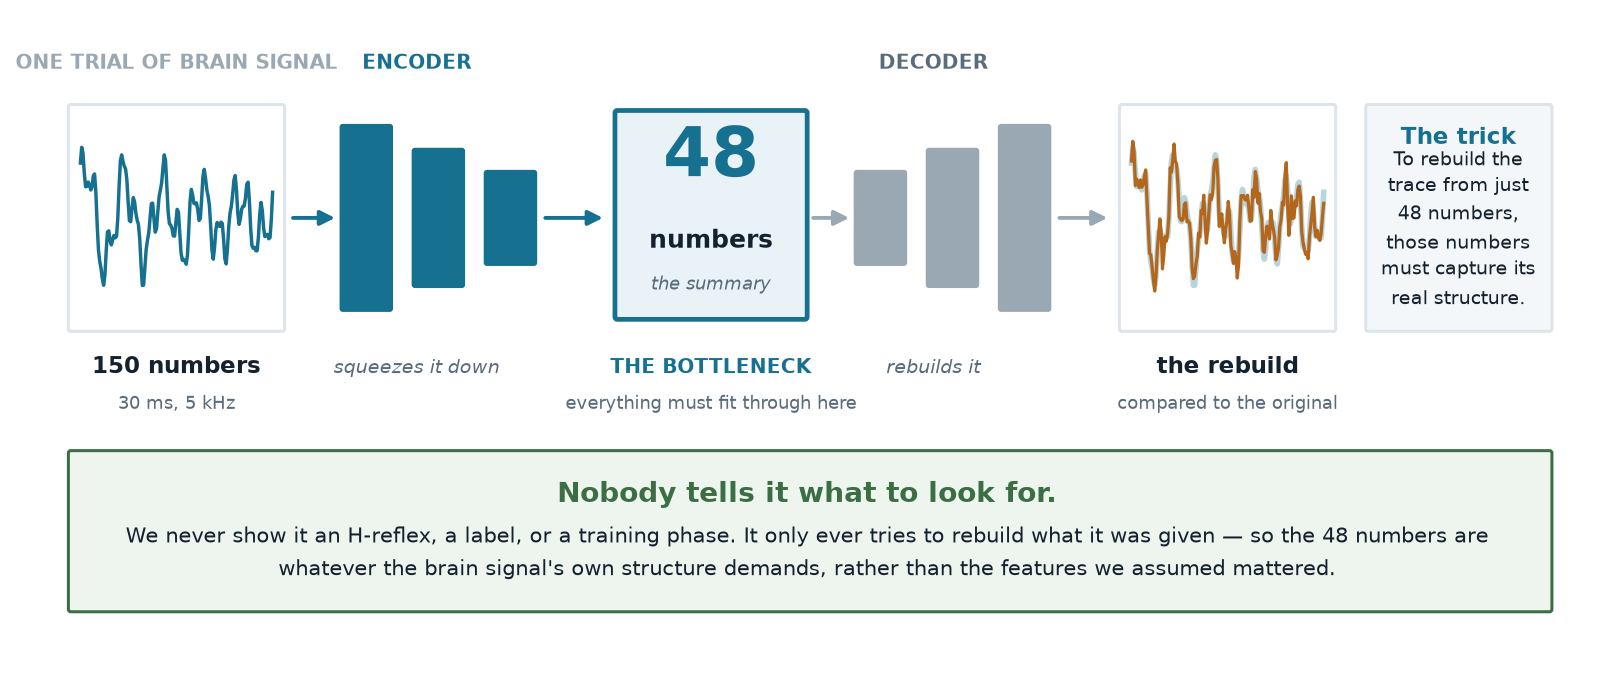 ONE TRIAL OF BRAIN SIGNAL
ENCODER
DECODER
48
numbers
the summary
The trick
To rebuild the
trace from just
48 numbers,
those numbers
must capture its
real structure.
150 numbers
squeezes it down
THE BOTTLENECK
rebuilds it
the rebuild
30 ms, 5 kHz
everything must fit through here
compared to the original
Nobody tells it what to look for.
We never show it an H-reflex, a label, or a training phase. It only ever tries to rebuild what it was given — so the 48 numbers are
whatever the brain signal's own structure demands, rather than the features we assumed mattered.